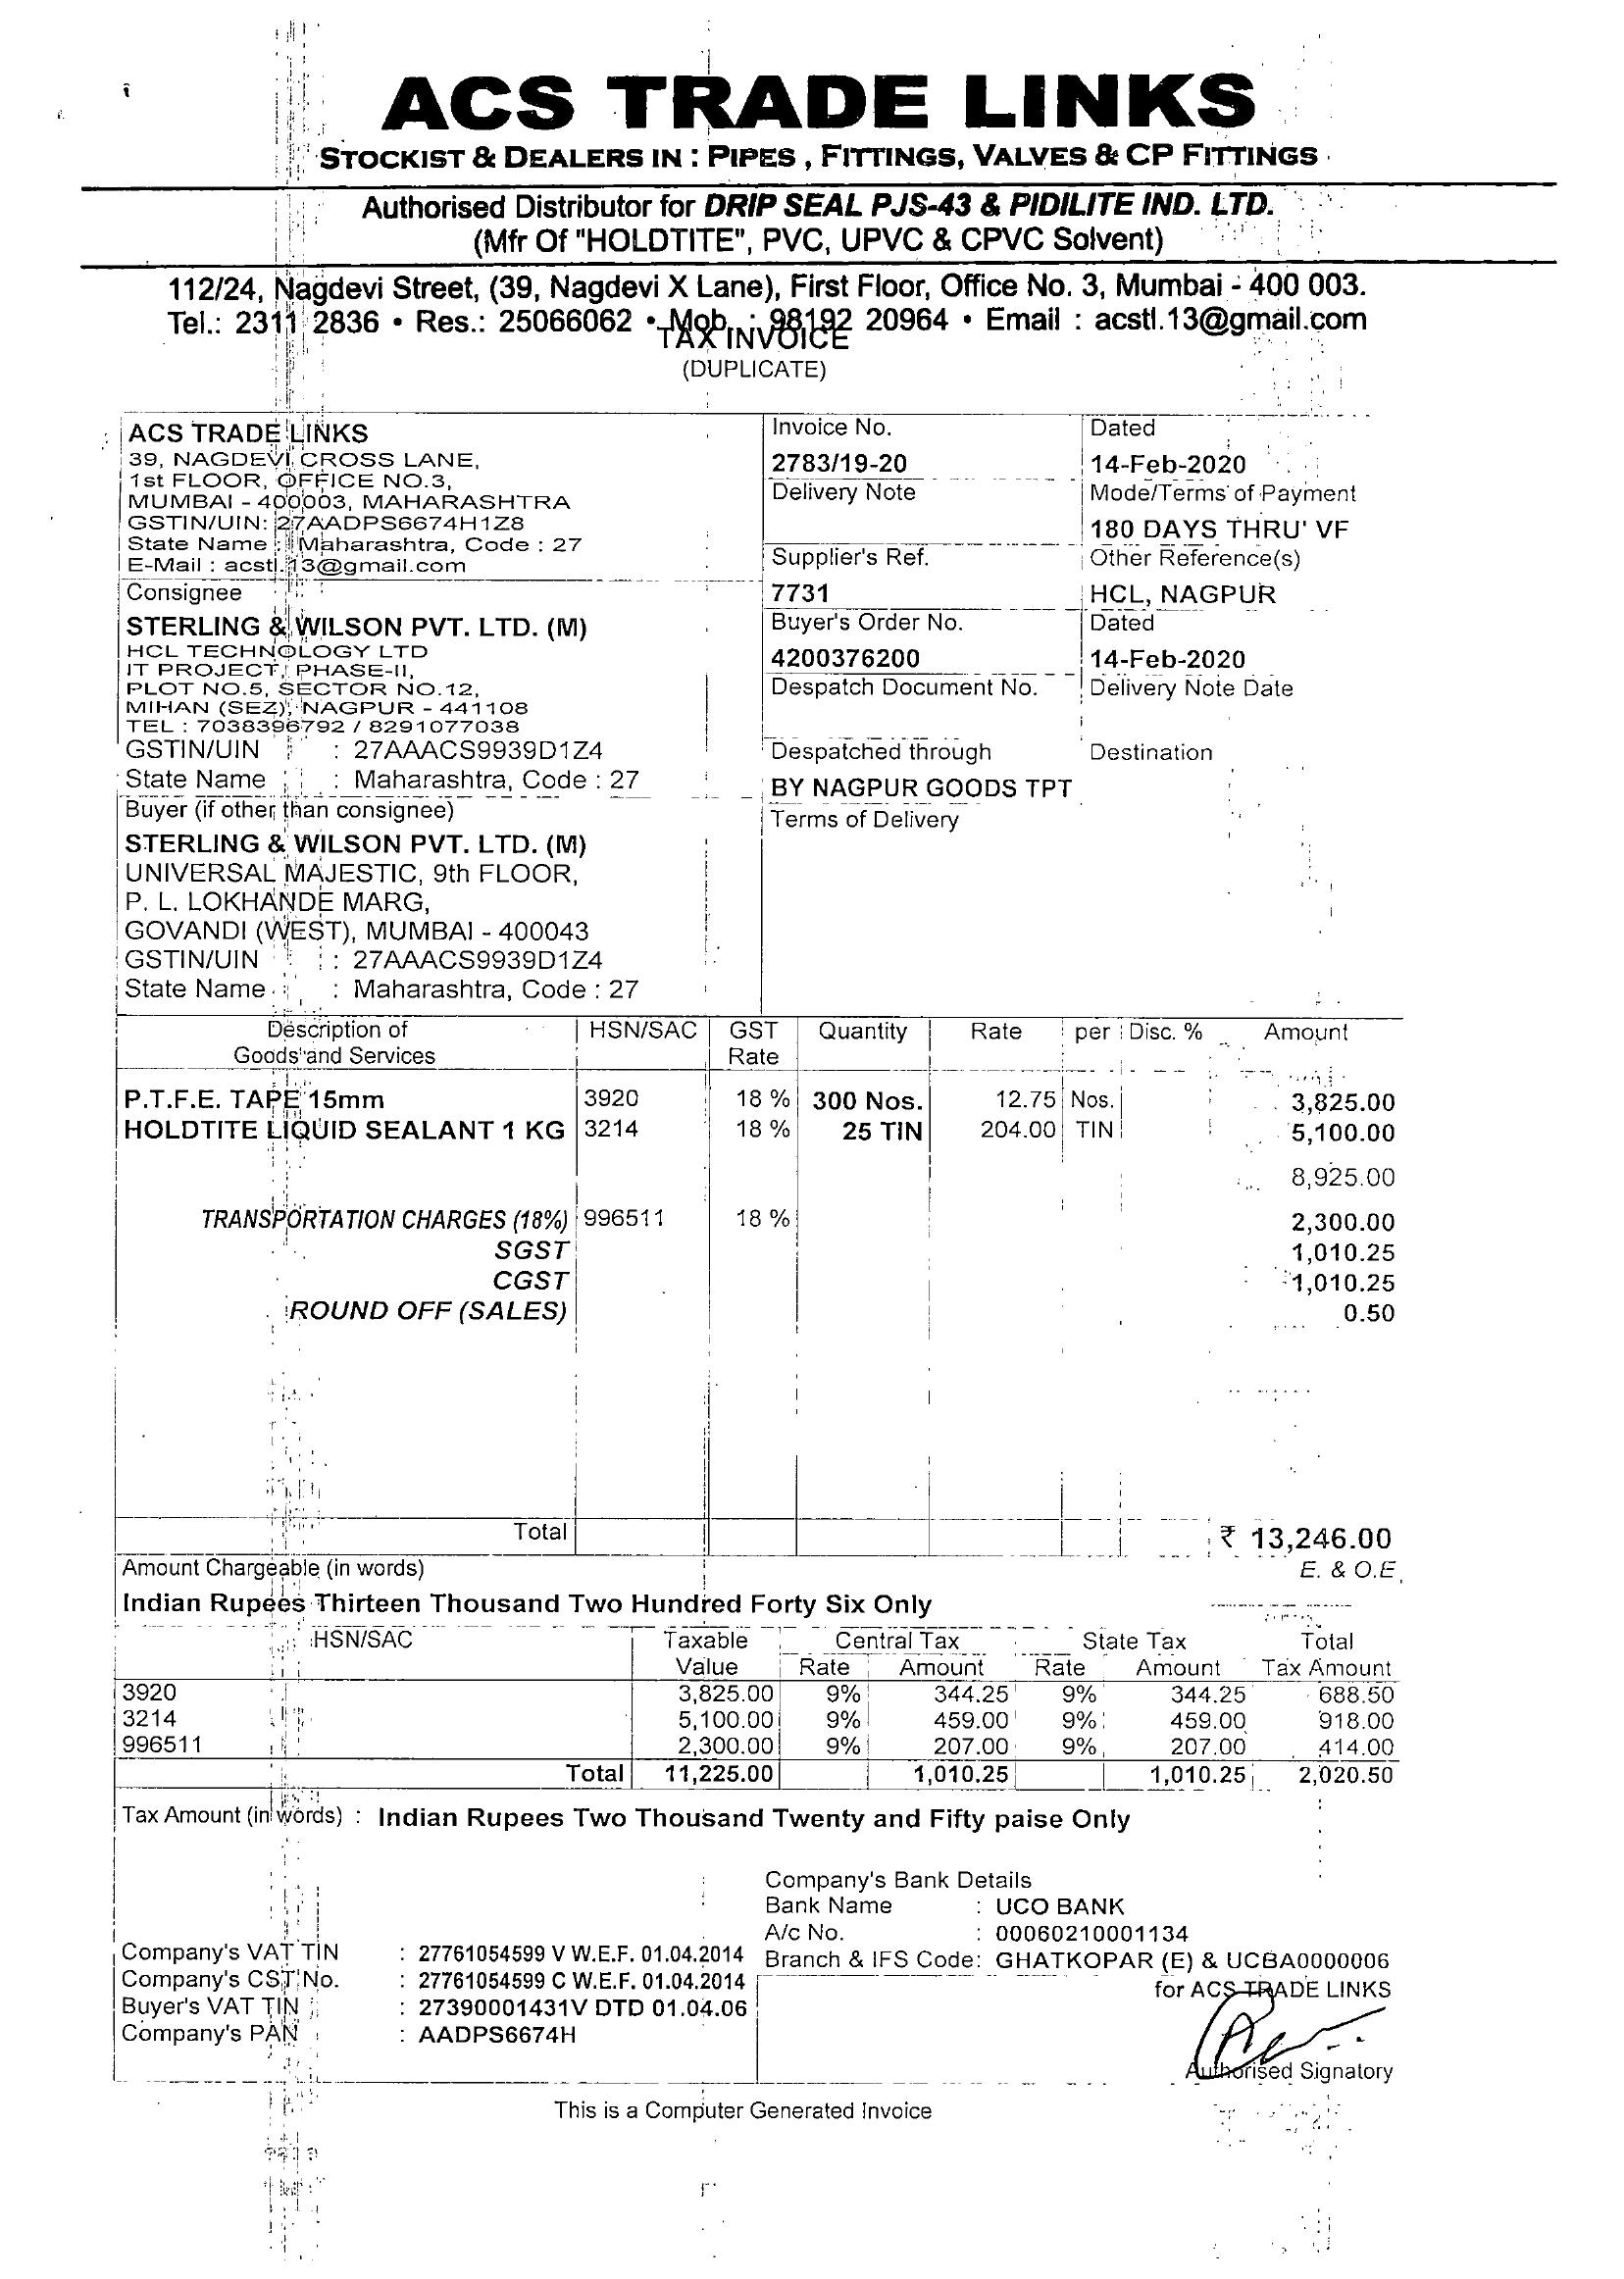 ACS TRADE LINKS
STOCKIST & DEALERS IN : PIPES , FITTINGS, VALVES & CP FITTINGS
Authorised Distributor for DRIP SEAL PJS-43 & PIDILITE IND. LTD.
(Mfr Of "HOLDTITE", PVC, UPVC & CPVC Solvent)
112/24, Nagdevi Street, (39, Nagdevi X Lane), First Floor, Office No. 3, Mumbai - 400 003.
Tel.: 2311 2836 • Res.: 25066062 • Mob. : 98192 20964 • Email : acstl.13@gmail.com
TAX INVOICE
(DUPLICATE)
ACS TRADE LINKS
39, NAGDEVI CROSS LANE,
1st FLOOR, OFFICE NO.3,
MUMBAI - 400003, MAHARASHTRA
GSTIN/UIN: 27AADPS6674H1Z8
State Name : Maharashtra, Code : 27
E-Mail : acstl.13@gmail.com
Invoice No. Dated
2783/19-20 14-Feb-2020
Delivery Note Mode/Terms of Payment
180 DAYS THRU' VF
Supplier's Ref. Other Reference(s)
7731 HCL, NAGPUR
Buyer's Order No. Dated
4200376200 14-Feb-2020
Despatch Document No. Delivery Note Date
Despatched through Destination
BY NAGPUR GOODS TPT
Terms of Delivery
Consignee
STERLING & WILSON PVT. LTD. (M)
HCL TECHNOLOGY LTD
IT PROJECT, PHASE-II,
PLOT NO.5, SECTOR NO.12,
MIHAN (SEZ), NAGPUR - 441108
TEL : 7038396792 / 8291077038
GSTIN/UIN : 27AAACS9939D1Z4
State Name : Maharashtra, Code : 27
Buyer (if other than consignee)
STERLING & WILSON PVT. LTD. (M)
UNIVERSAL MAJESTIC, 9th FLOOR,
P. L. LOKHANDE MARG,
GOVANDI (WEST), MUMBAI - 400043
GSTIN/UIN : 27AAACS9939D1Z4
State Name : Maharashtra, Code : 27
Description of HSN/SAC GST Quantity Rate per Disc. % Amount
Goods and Services Rate
P.T.F.E. TAPE 15mm 3920 18 % 300 Nos. 12.75 Nos. 3,825.00
HOLDTITE LIQUID SEALANT 1 KG 3214 18 % 25 TIN 204.00 TIN 5,100.00
8,925.00
TRANSPORTATION CHARGES (18%) 996511 18 % 2,300.00
SGST 1,010.25
CGST 1,010.25
ROUND OFF (SALES) 0.50
Total ₹ 13,246.00
Amount Chargeable (in words) E. & O.E
Indian Rupees Thirteen Thousand Two Hundred Forty Six Only
HSN/SAC Taxable Central Tax State Tax Total
Value Rate Amount Rate Amount Tax Amount
3920 3,825.00 9% 344.25 9% 344.25 688.50
3214 5,100.00 9% 459.00 9% 459.00 918.00
996511 2,300.00 9% 207.00 9% 207.00 414.00
Total 11,225.00 1,010.25 1,010.25 2,020.50
Tax Amount (in words) : Indian Rupees Two Thousand Twenty and Fifty paise Only
Company's Bank Details
Bank Name : UCO BANK
A/c No. : 00060210001134
Branch & IFS Code: GHATKOPAR (E) & UCBA0000006
Company's VAT TIN : 27761054599 V W.E.F. 01.04.2014
Company's CST No. : 27761054599 C W.E.F. 01.04.2014
Buyer's VAT TIN : 27390001431V DTD 01.04.06
Company's PAN : AADPS6674H
for ACS TRADE LINKS
Authorised Signatory
This is a Computer Generated Invoice